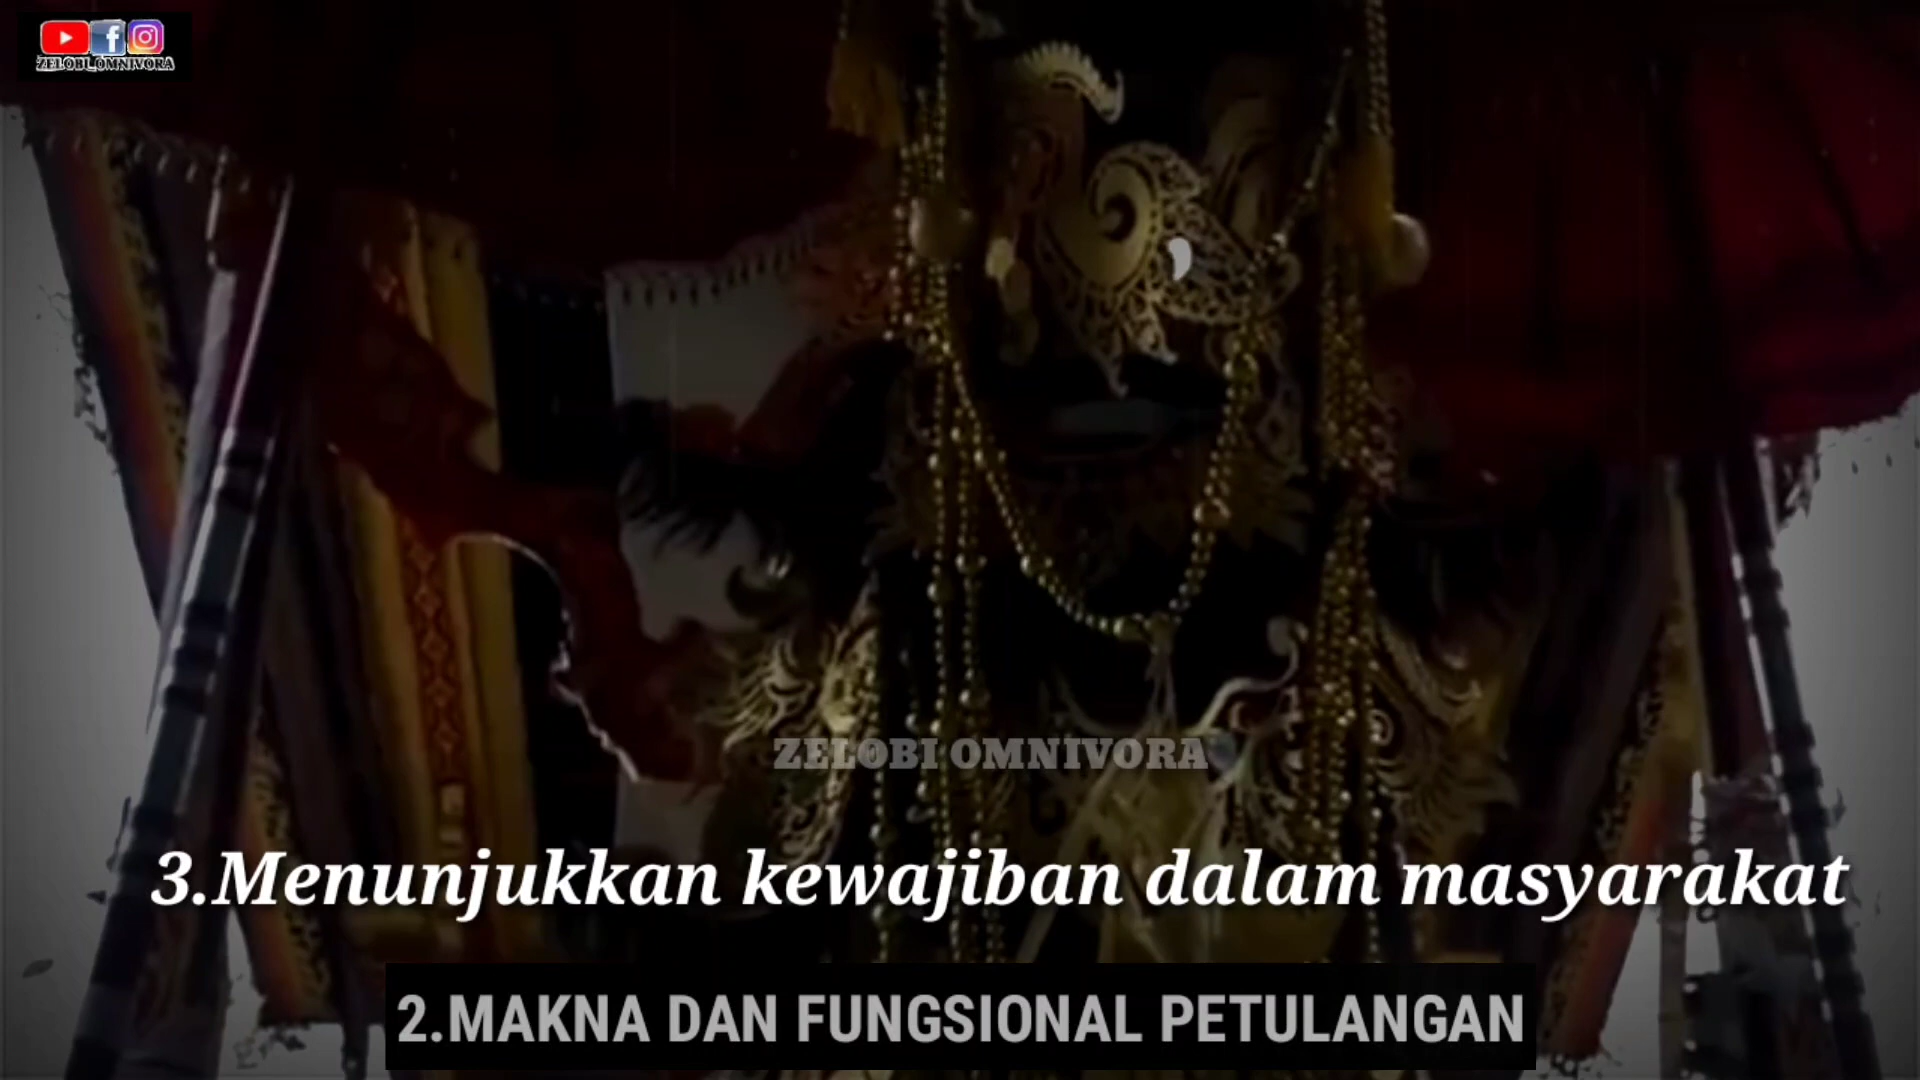 ZELOBI_OMNIVORA
ZELOBI OMNIVORA
3.Menunjukkan kewajiban dalam masyarakat
2.MAKNA DAN FUNGSIONAL PETULANGAN